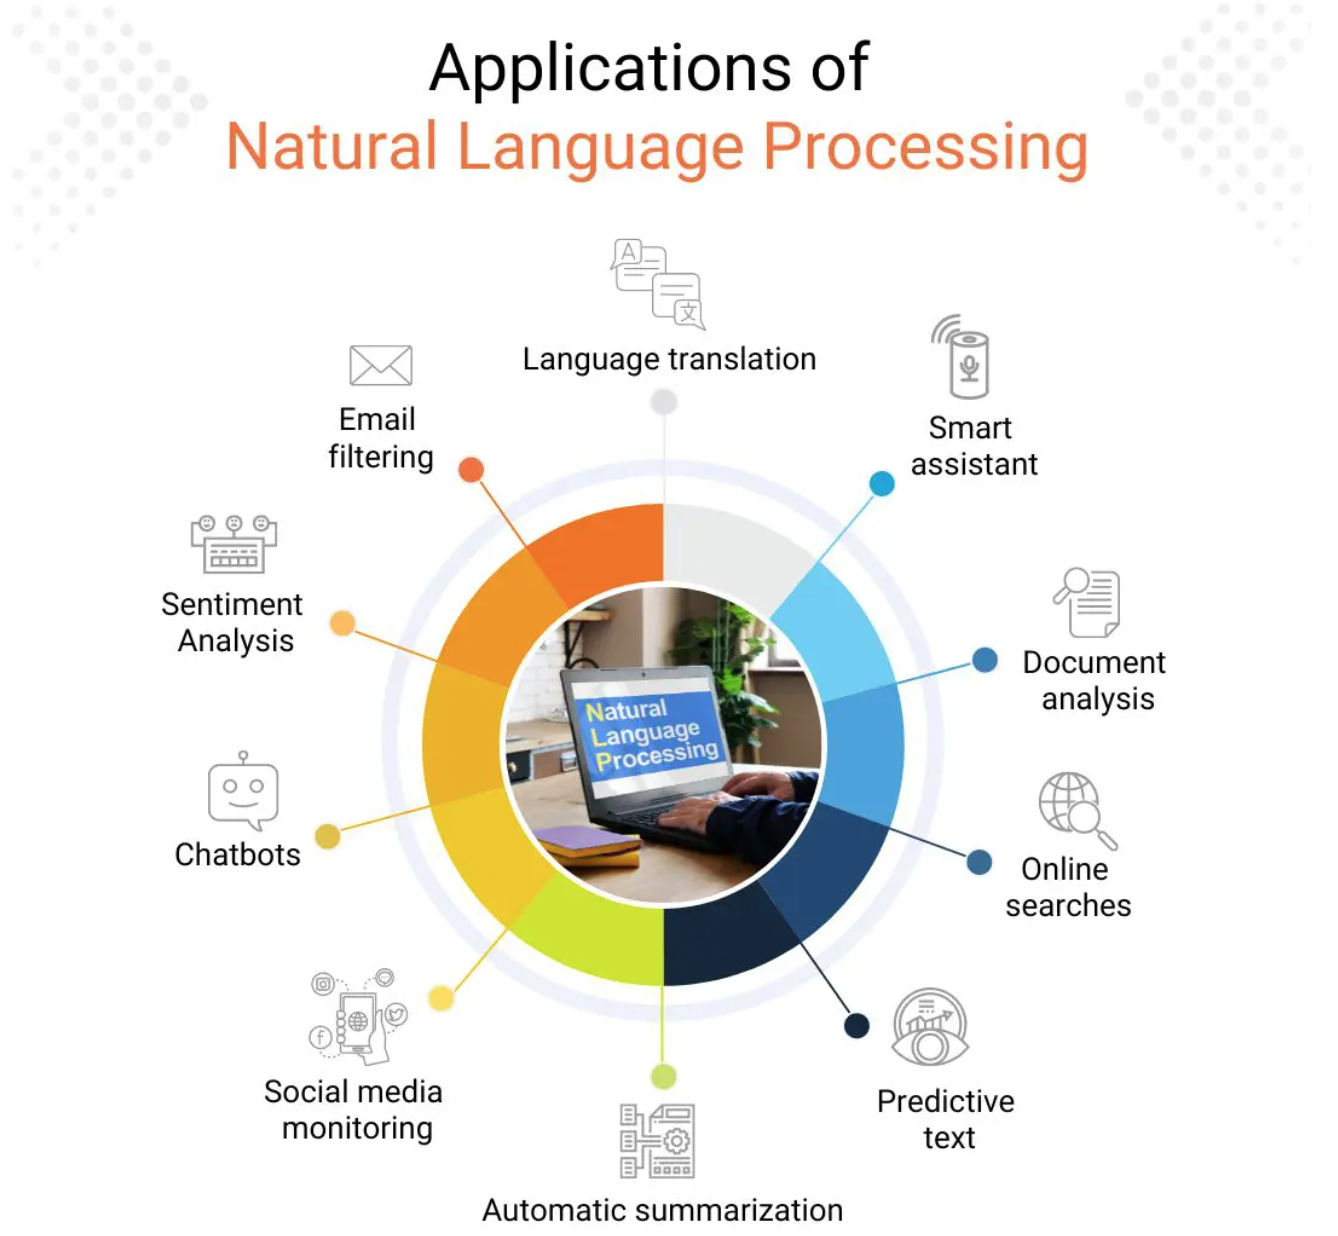 Applications of
Natural Language Processing
A
文
Language translation
Smart
assistant
Email
filtering
Sentiment
Analysis
Document
analysis
Natural
Language
Processing
Chatbots
Online
searches
f
Social media
monitoring
Predictive
text
Automatic summarization